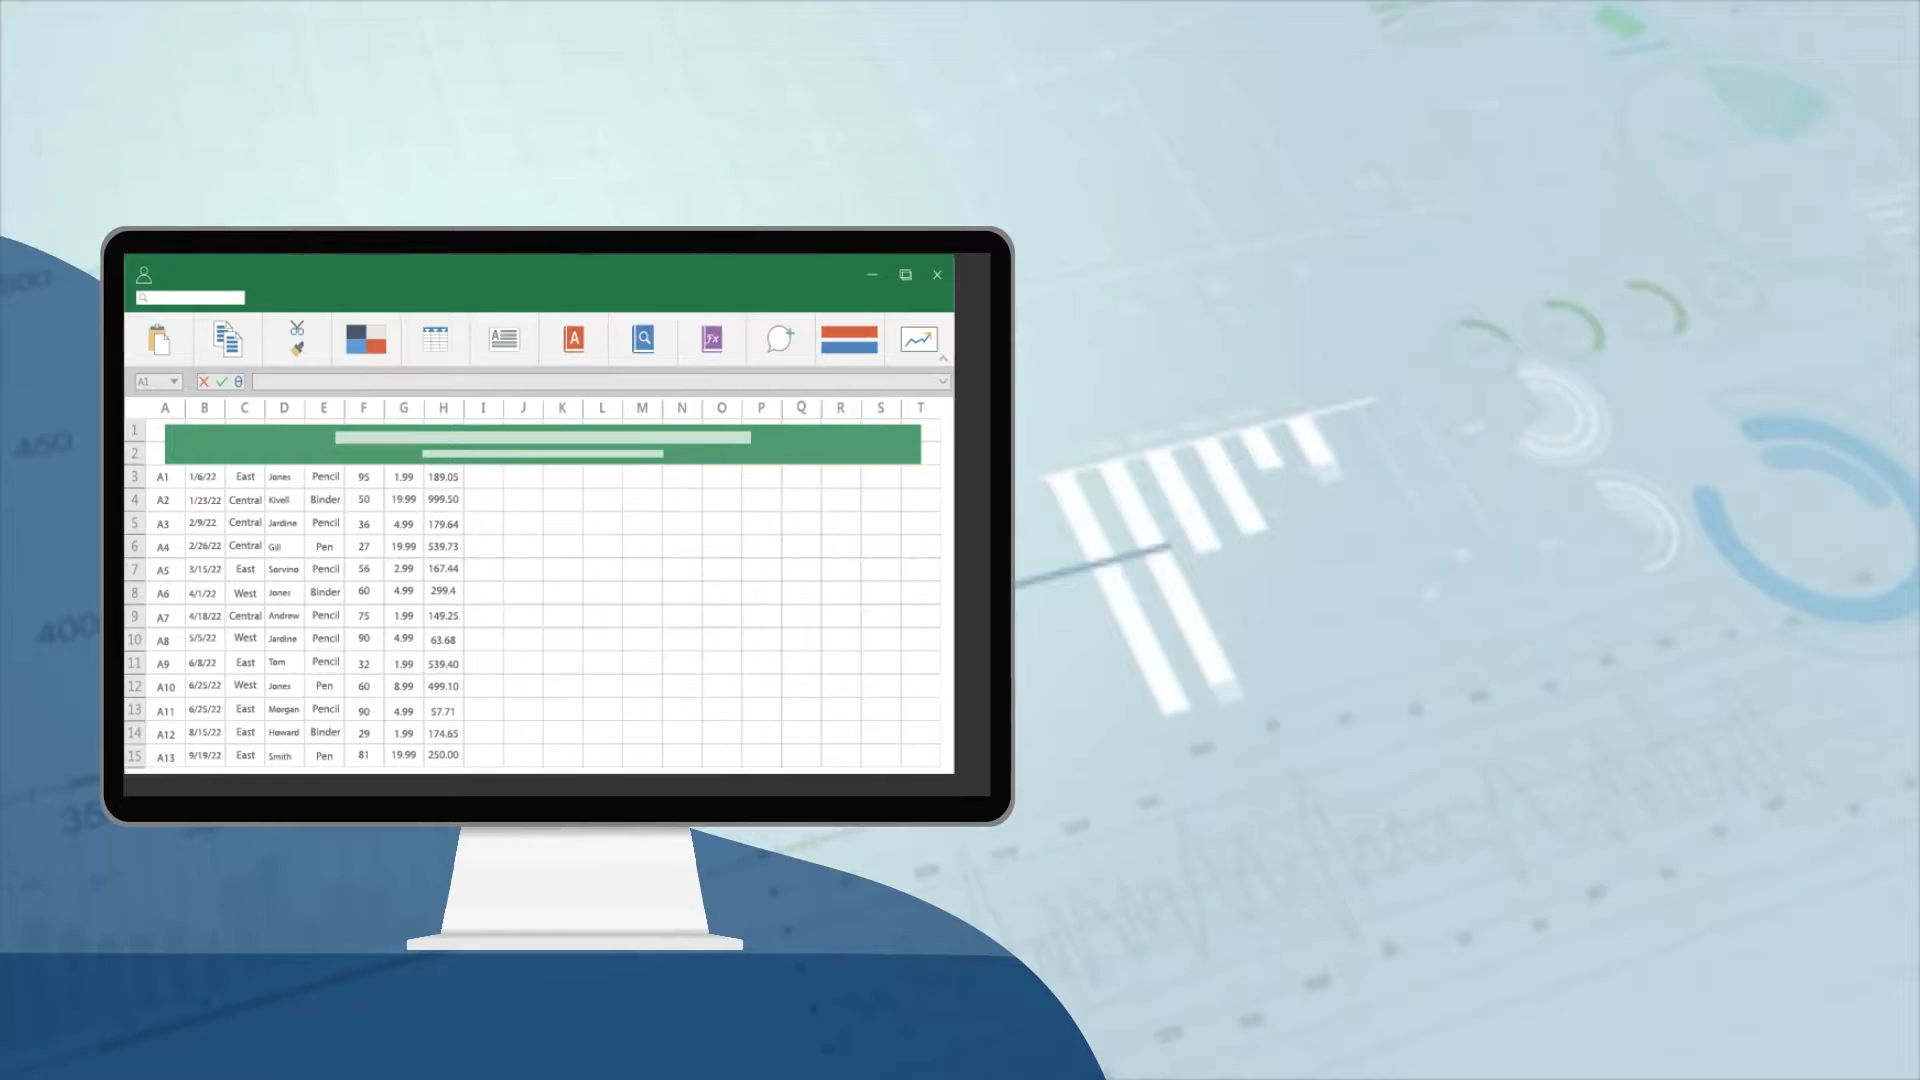 A1
A B C D E F G H I J K L M N O P Q R S T
1
2
3 A1 1/6/22 East Jones Pencil 95 1.99 189.05
4 A2 1/23/22 Central Kivell Binder 50 19.99 999.50
5 A3 2/9/22 Central Jardine Pencil 36 4.99 179.64
6 A4 2/26/22 Central Gill Pen 27 19.99 539.73
7 A5 3/15/22 East Sorvino Pencil 56 2.99 167.44
8 A6 4/1/22 West Jones Binder 60 4.99 299.4
9 A7 4/18/22 Central Andrew Pencil 75 1.99 149.25
10 A8 5/5/22 West Jardine Pencil 90 4.99 63.68
11 A9 6/8/22 East Tom Pencil 32 1.99 539.40
12 A10 6/25/22 West Jones Pen 60 8.99 499.10
13 A11 6/25/22 East Morgan Pencil 90 4.99 57.71
14 A12 8/15/22 East Howard Binder 29 1.99 174.65
15 A13 9/19/22 East Smith Pen 81 19.99 250.00
450
400